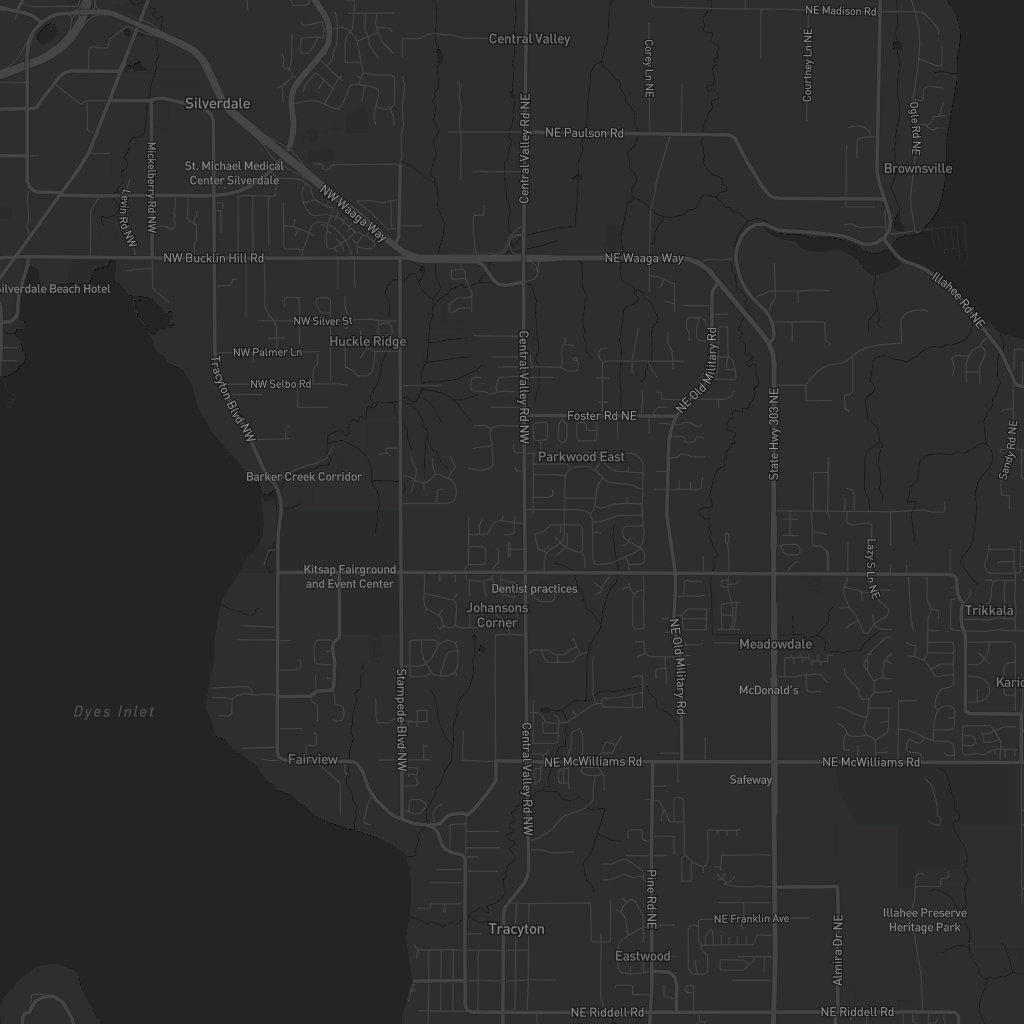 NE Madison Rd
Central Valley
Corey Ln NE
Courtney Ln NE
Silverdale
Central Valley Rd NE
NE Paulson Rd
Ogle Rd NE
St. Michael Medical
Center Silverdale
Mickelberry Rd NW
Brownsville
Levin Rd NW
NW Waaga Way
NW Bucklin Hill Rd
NE Waaga Way
Silverdale Beach Hotel
Illahee Rd NE
NW Silver St
Huckle Ridge
NW Palmer Ln
NE Old Military Rd
NW Selbo Rd
Tracyton Blvd NW
Central Valley Rd NW
Foster Rd NE
State Hwy 303 NE
Parkwood East
Sandy Rd NE
Barker Creek Corridor
Lazy S Ln NE
Kitsap Fairground
and Event Center
Dentist practices
Johansons
Corner
Trikkala
NE Old Military Rd
Meadowdale
McDonald's
Stampede Blvd NW
Dyes Inlet
Central Valley Rd NW
Fairview
NE McWilliams Rd
NE McWilliams Rd
Safeway
Pine Rd NE
NE Franklin Ave
Illahee Preserve
Heritage Park
Tracyton
Almira Dr NE
Eastwood
NE Riddell Rd
NE Riddell Rd